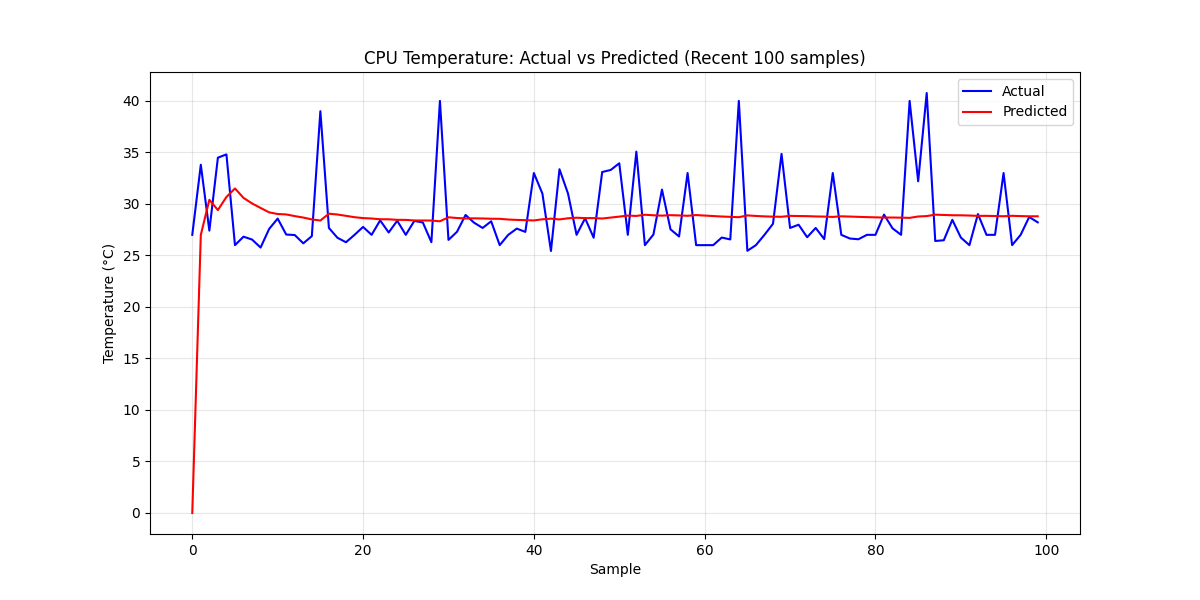 CPU Temperature: Actual vs Predicted (Recent 100 samples)
Actual
Predicted
Temperature (°C)
40
35
30
25
20
15
10
5
0
0 20 40 60 80 100
Sample